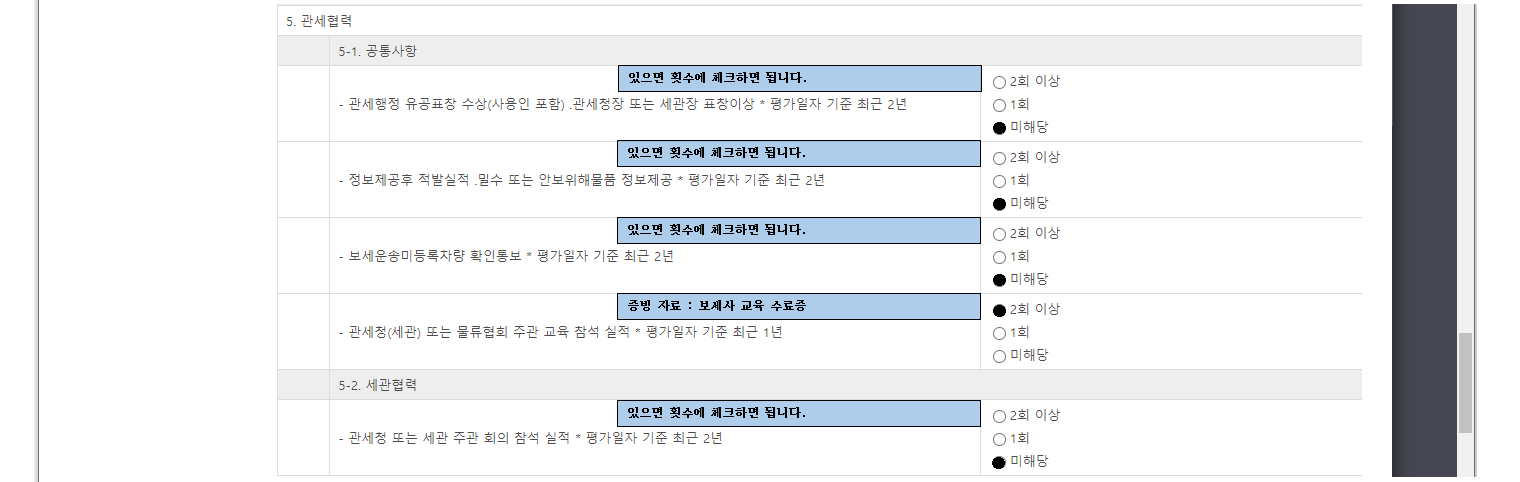 5. 관세협력
5-1. 공통사항
있으면 횟수에 체크하면 됩니다.
- 관세행정 유공표창 수상(사용인 포함) .관세청장 또는 세관장 표창이상 * 평가일자 기준 최근 2년
2회 이상
1회
미해당
있으면 횟수에 체크하면 됩니다.
- 정보제공후 적발실적 .밀수 또는 안보위해물품 정보제공 * 평가일자 기준 최근 2년
2회 이상
1회
미해당
있으면 횟수에 체크하면 됩니다.
- 보세운송미등록차량 확인통보 * 평가일자 기준 최근 2년
2회 이상
1회
미해당
증빙 자료 : 보세사 교육 수료증
- 관세청(세관) 또는 물류협회 주관 교육 참석 실적 * 평가일자 기준 최근 1년
2회 이상
1회
미해당
5-2. 세관협력
있으면 횟수에 체크하면 됩니다.
- 관세청 또는 세관 주관 회의 참석 실적 * 평가일자 기준 최근 2년
2회 이상
1회
미해당